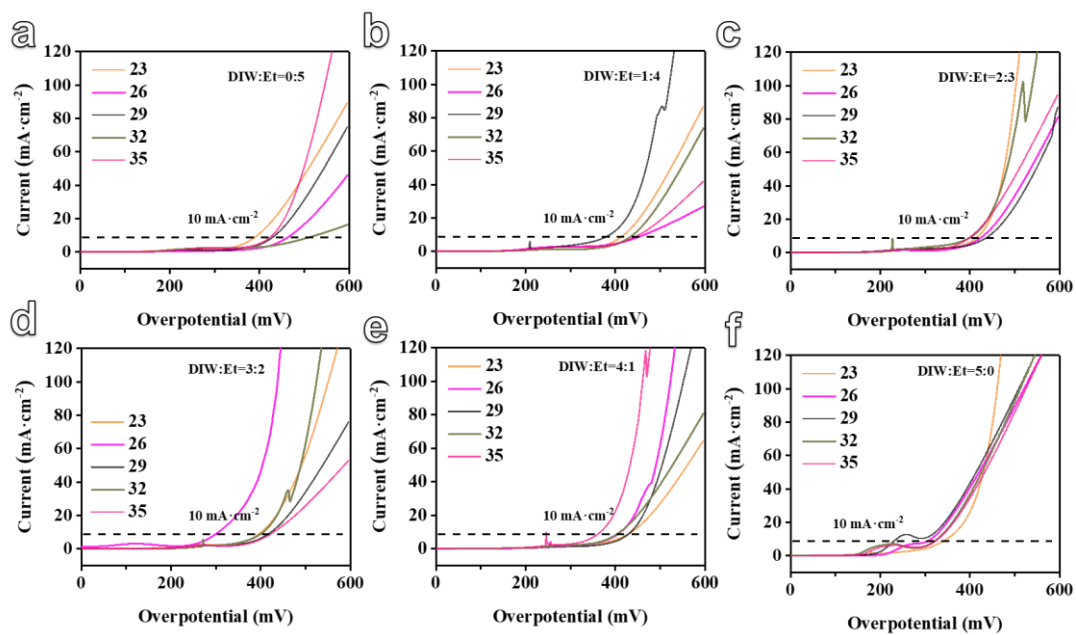 a
120
100
80
60
40
20
0
Current (mA·cm⁻²)
23
26
29
32
35
DIW:Et=0:5
10 mA·cm⁻²
0 200 400 600
Overpotential (mV)
b
120
100
80
60
40
20
0
Current (mA·cm⁻²)
23
26
29
32
35
DIW:Et=1:4
10 mA·cm⁻²
0 200 400 600
Overpotential (mV)
c
120
100
80
60
40
20
0
Current (mA·cm⁻²)
23
26
29
32
35
DIW:Et=2:3
10 mA·cm⁻²
0 200 400 600
Overpotential (mV)
d
120
100
80
60
40
20
0
Current (mA·cm⁻²)
23
26
29
32
35
DIW:Et=3:2
10 mA·cm⁻²
0 200 400 600
Overpotential (mV)
e
120
100
80
60
40
20
0
Current (mA·cm⁻²)
23
26
29
32
35
DIW:Et=4:1
10 mA·cm⁻²
0 200 400 600
Overpotential (mV)
f
120
100
80
60
40
20
0
Current (mA·cm⁻²)
23
26
29
32
35
DIW:Et=5:0
10 mA·cm⁻²
0 200 400 600
Overpotential (mV)